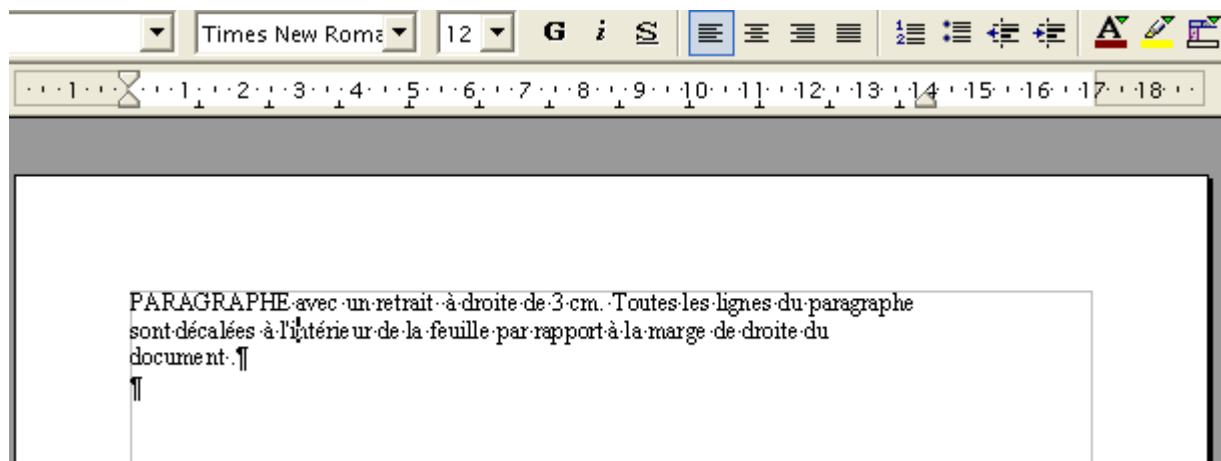 Times New Roma 12 G i S
1 1 2 3 4 5 6 7 8 9 10 11 12 13 14 15 16 17 18
PARAGRAPHE·avec·un·retrait··à·droite·de·3·cm.·Toutes·les·lignes·du·paragraphe
sont·décalées·à·l'intérieur·de·la·feuille·par·rapport·à·la·marge·de·droite·du
document·.¶
¶